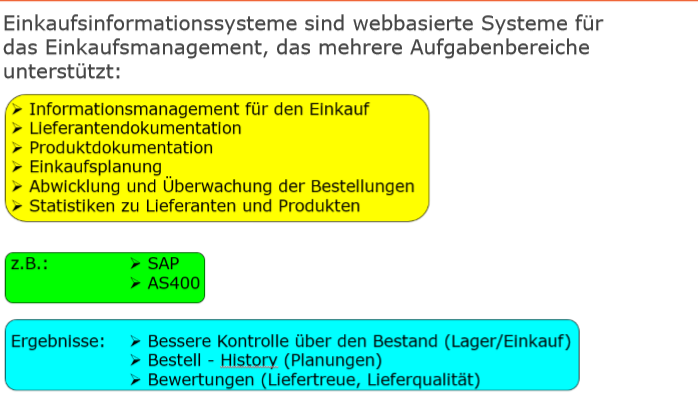 Einkaufsinformationssysteme sind webbasierte Systeme für
das Einkaufsmanagement, das mehrere Aufgabenbereiche
unterstützt:
➢ Informationsmanagement für den Einkauf
➢ Lieferantendokumentation
➢ Produktdokumentation
➢ Einkaufsplanung
➢ Abwicklung und Überwachung der Bestellungen
➢ Statistiken zu Lieferanten und Produkten
z.B.: ➢ SAP
➢ AS400
Ergebnisse: ➢ Bessere Kontrolle über den Bestand (Lager/Einkauf)
➢ Bestell - History (Planungen)
➢ Bewertungen (Liefertreue, Lieferqualität)